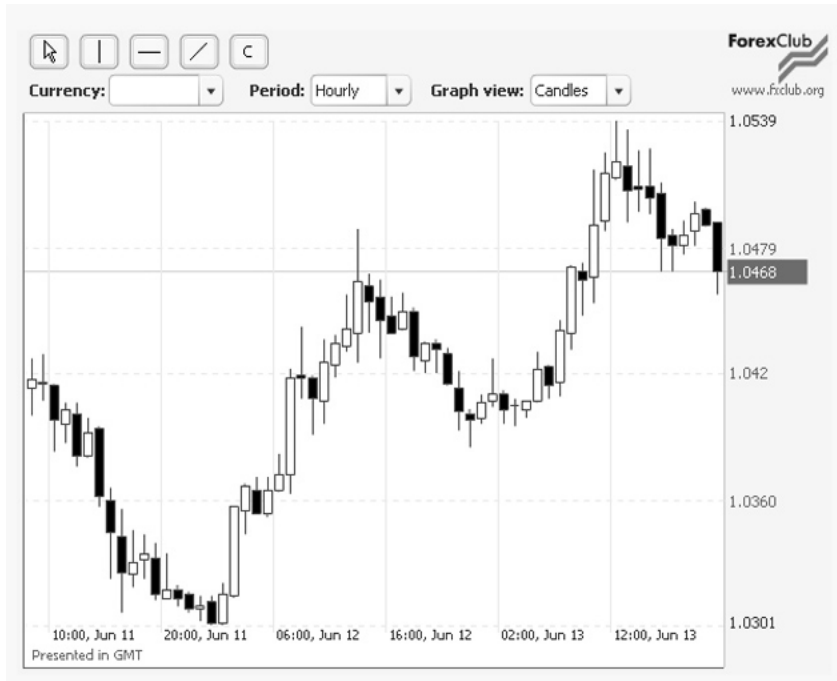 C
ForexClub
www.fxclub.org
Currency: Period: Hourly Graph view: Candles
1.0539
1.0479
1.0468
1.042
1.0360
1.0301
10:00, Jun 11 20:00, Jun 11 06:00, Jun 12 16:00, Jun 12 02:00, Jun 13 12:00, Jun 13
Presented in GMT